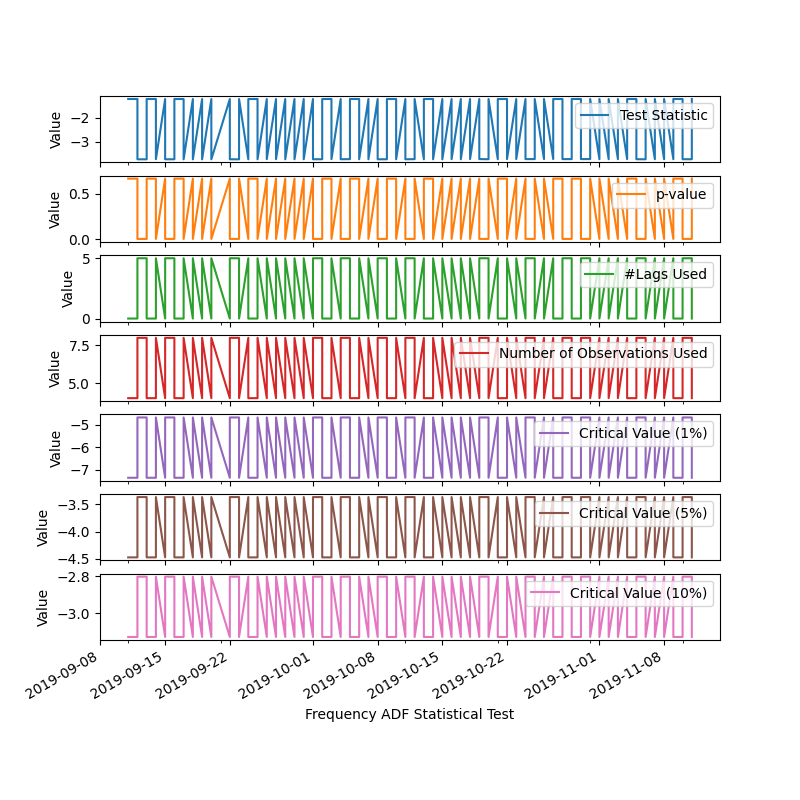 Value
−2
−3
Test Statistic
Value
0.5
0.0
p-value
Value
5
0
#Lags Used
Value
7.5
5.0
Number of Observations Used
Value
−5
−6
−7
Critical Value (1%)
Value
−3.5
−4.0
−4.5
Critical Value (5%)
Value
−2.8
−3.0
Critical Value (10%)
2019-09-08
2019-09-15
2019-09-22
2019-10-01
2019-10-08
2019-10-15
2019-10-22
2019-11-01
2019-11-08
Frequency ADF Statistical Test